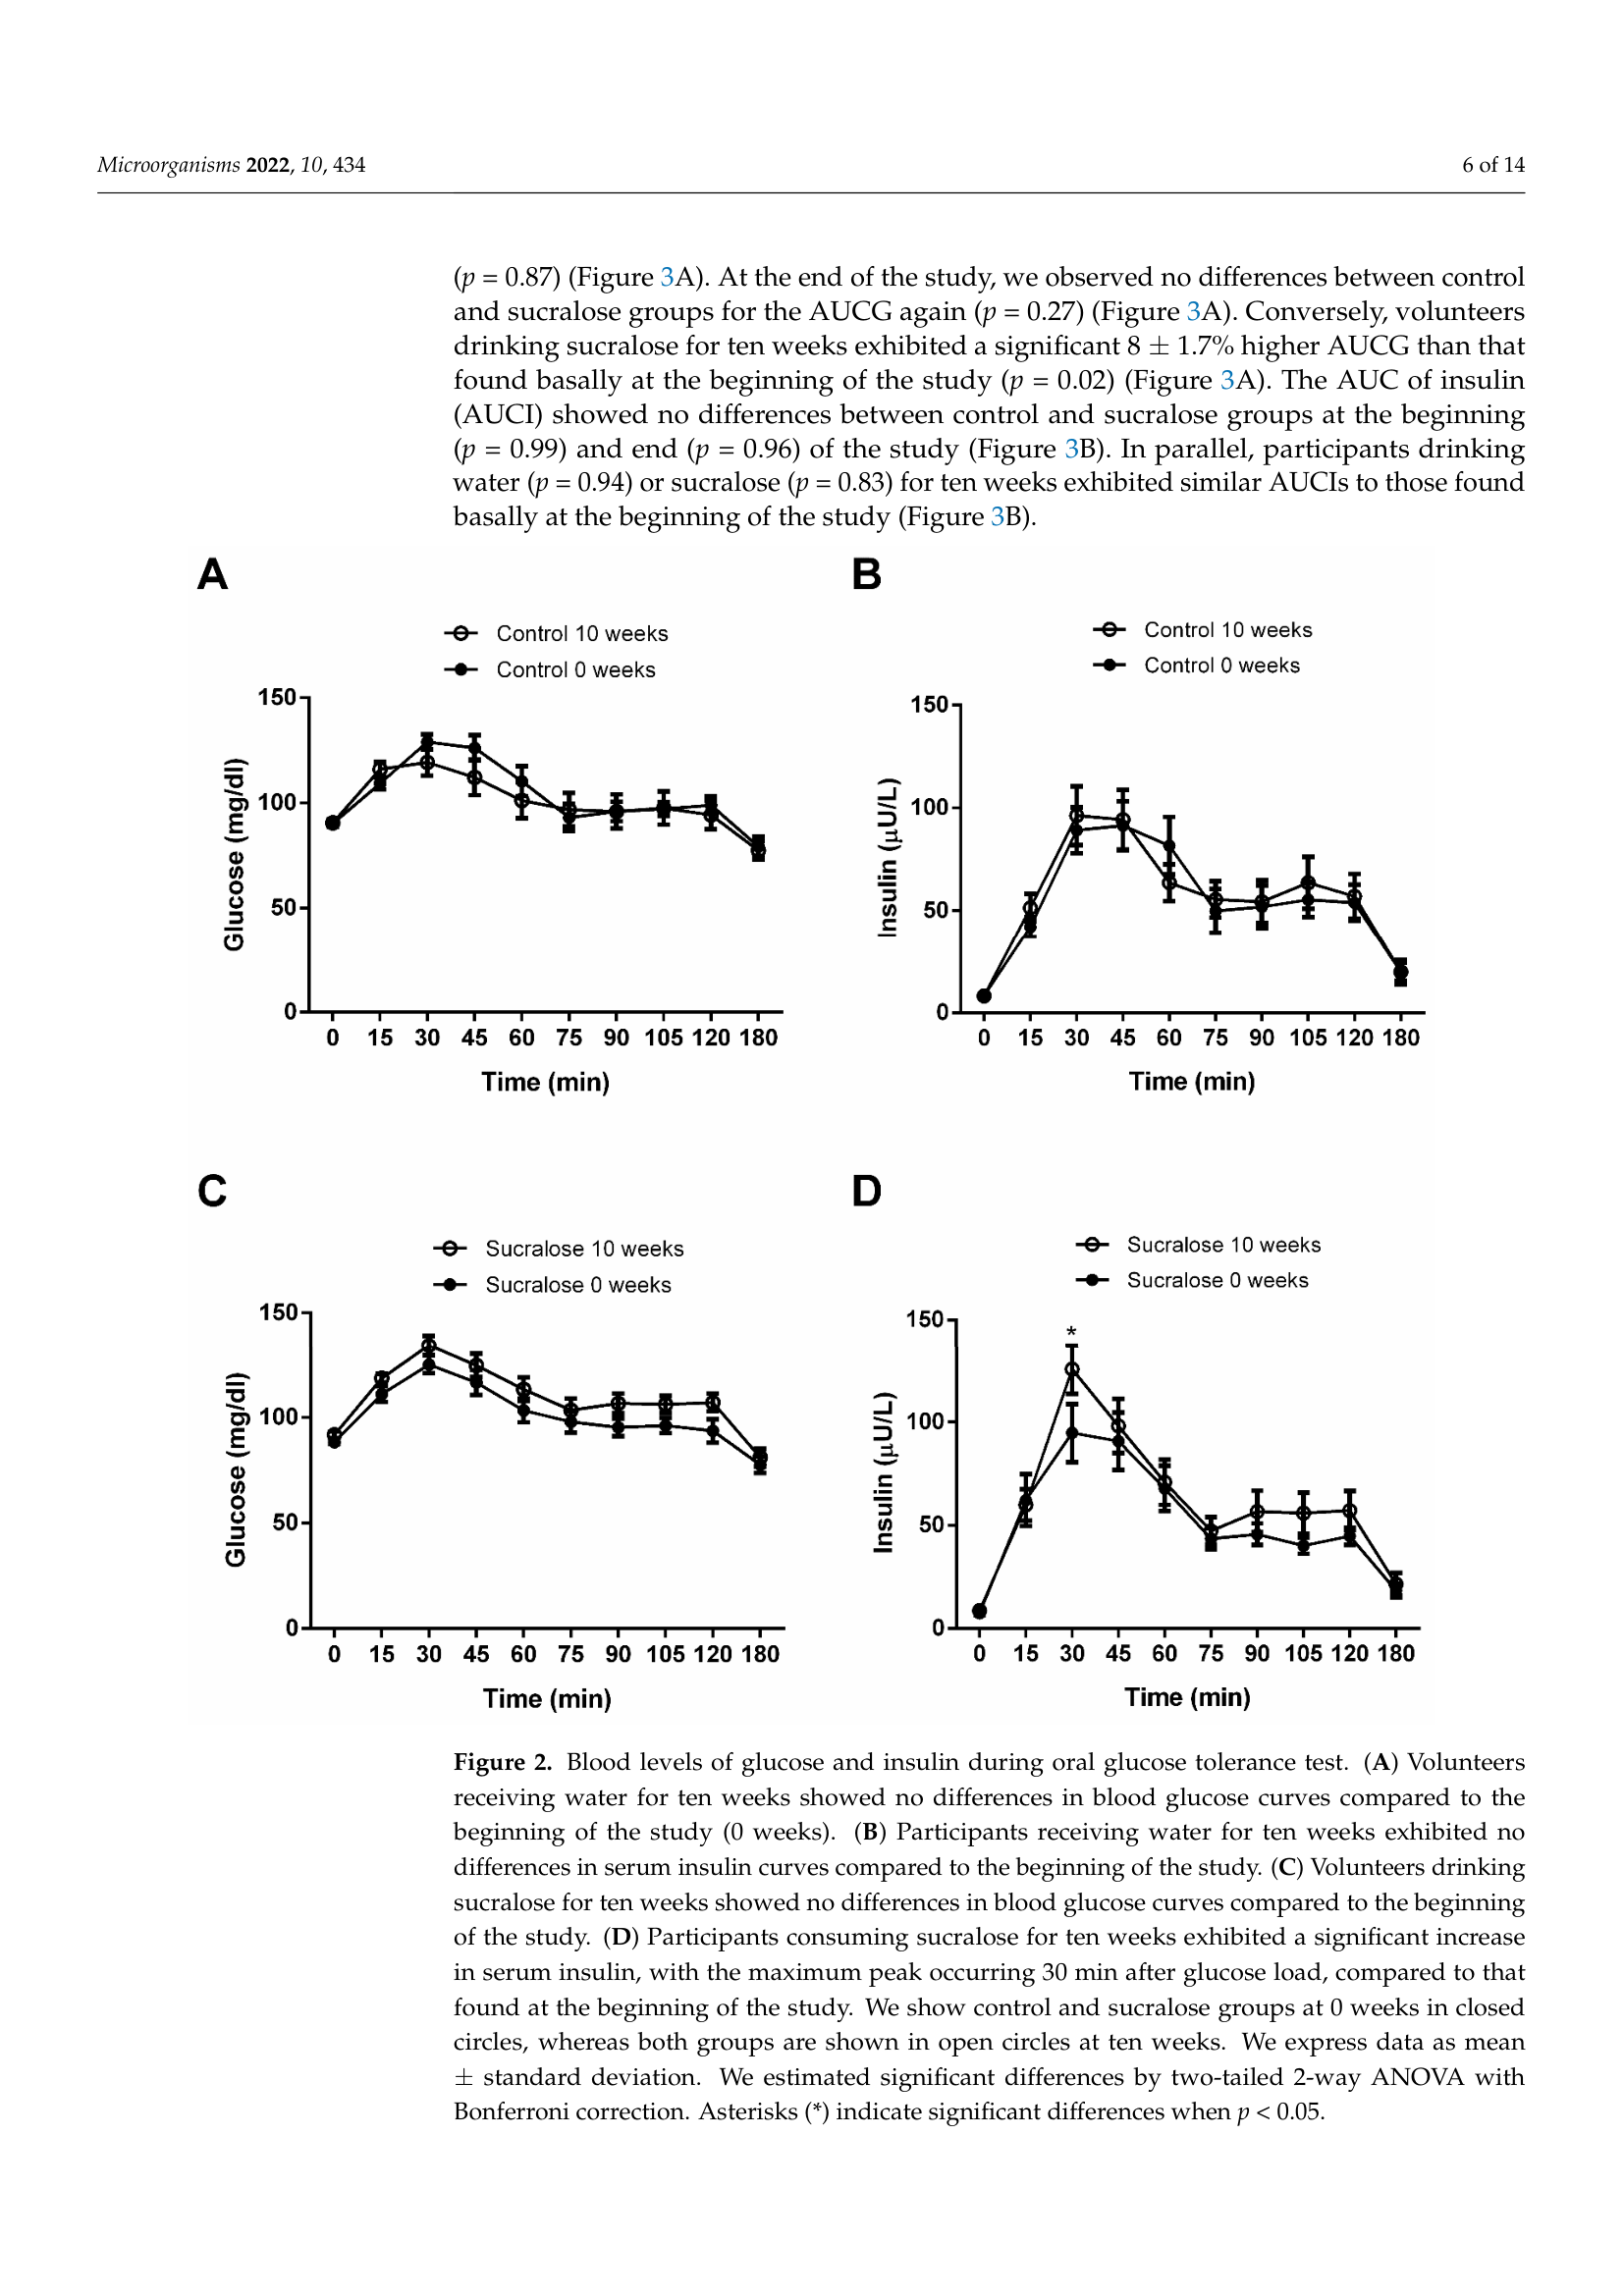 Microorganisms 2022, 10, 434
6 of 14
(p = 0.87) (Figure 3A). At the end of the study, we observed no differences between control
and sucralose groups for the AUCG again (p = 0.27) (Figure 3A). Conversely, volunteers
drinking sucralose for ten weeks exhibited a significant 8 ± 1.7% higher AUCG than that
found basally at the beginning of the study (p = 0.02) (Figure 3A). The AUC of insulin
(AUCI) showed no differences between control and sucralose groups at the beginning
(p = 0.99) and end (p = 0.96) of the study (Figure 3B). In parallel, participants drinking
water (p = 0.94) or sucralose (p = 0.83) for ten weeks exhibited similar AUCIs to those found
basally at the beginning of the study (Figure 3B).
A
Control 10 weeks
Control 0 weeks
150
100
50
0
Glucose (mg/dl)
0 15 30 45 60 75 90 105 120 180
Time (min)
B
Control 10 weeks
Control 0 weeks
150
100
50
0
Insulin (µU/L)
0 15 30 45 60 75 90 105 120 180
Time (min)
C
Sucralose 10 weeks
Sucralose 0 weeks
150
100
50
0
Glucose (mg/dl)
0 15 30 45 60 75 90 105 120 180
Time (min)
D
Sucralose 10 weeks
Sucralose 0 weeks
*
150
100
50
0
Insulin (µU/L)
0 15 30 45 60 75 90 105 120 180
Time (min)
Figure 2. Blood levels of glucose and insulin during oral glucose tolerance test. (A) Volunteers
receiving water for ten weeks showed no differences in blood glucose curves compared to the
beginning of the study (0 weeks). (B) Participants receiving water for ten weeks exhibited no
differences in serum insulin curves compared to the beginning of the study. (C) Volunteers drinking
sucralose for ten weeks showed no differences in blood glucose curves compared to the beginning
of the study. (D) Participants consuming sucralose for ten weeks exhibited a significant increase
in serum insulin, with the maximum peak occurring 30 min after glucose load, compared to that
found at the beginning of the study. We show control and sucralose groups at 0 weeks in closed
circles, whereas both groups are shown in open circles at ten weeks. We express data as mean
± standard deviation. We estimated significant differences by two-tailed 2-way ANOVA with
Bonferroni correction. Asterisks (*) indicate significant differences when p < 0.05.